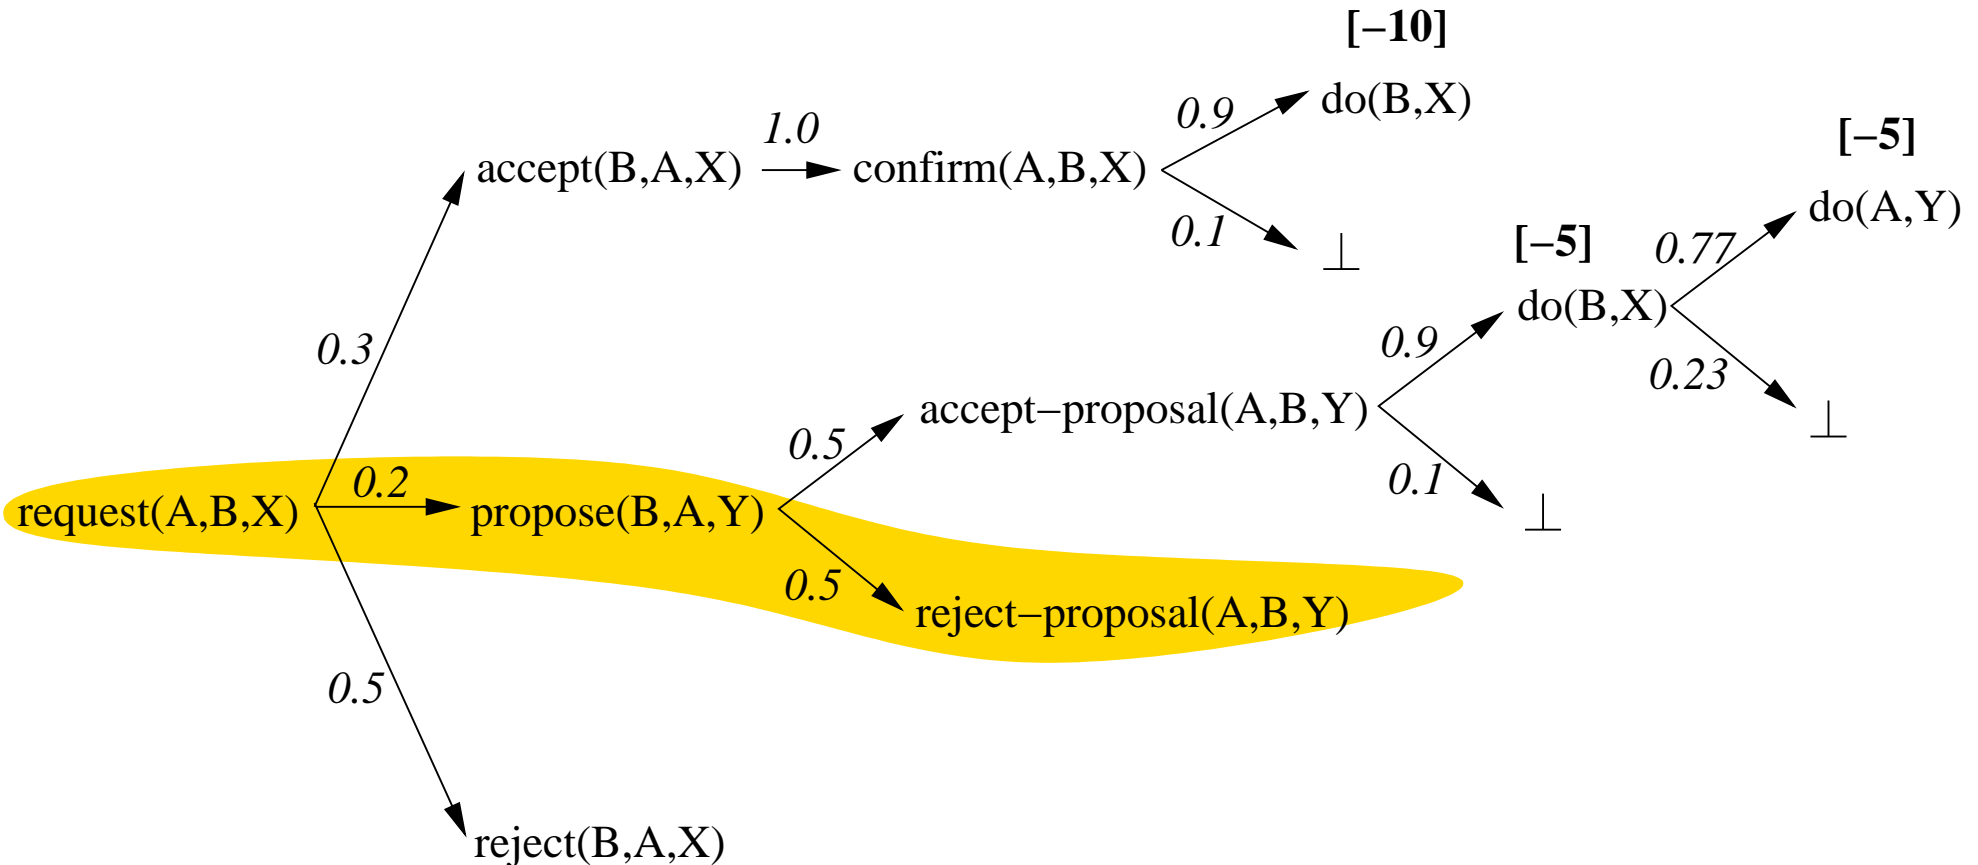 [−10]
do(B,X)
0.9
1.0
[−5]
accept(B,A,X)
confirm(A,B,X)
do(A,Y)
0.1
⊥
[−5]
0.77
do(B,X)
0.3
0.9
0.23
accept−proposal(A,B,Y)
⊥
0.5
0.2
0.1
request(A,B,X)
propose(B,A,Y)
⊥
0.5
reject−proposal(A,B,Y)
0.5
reject(B,A,X)